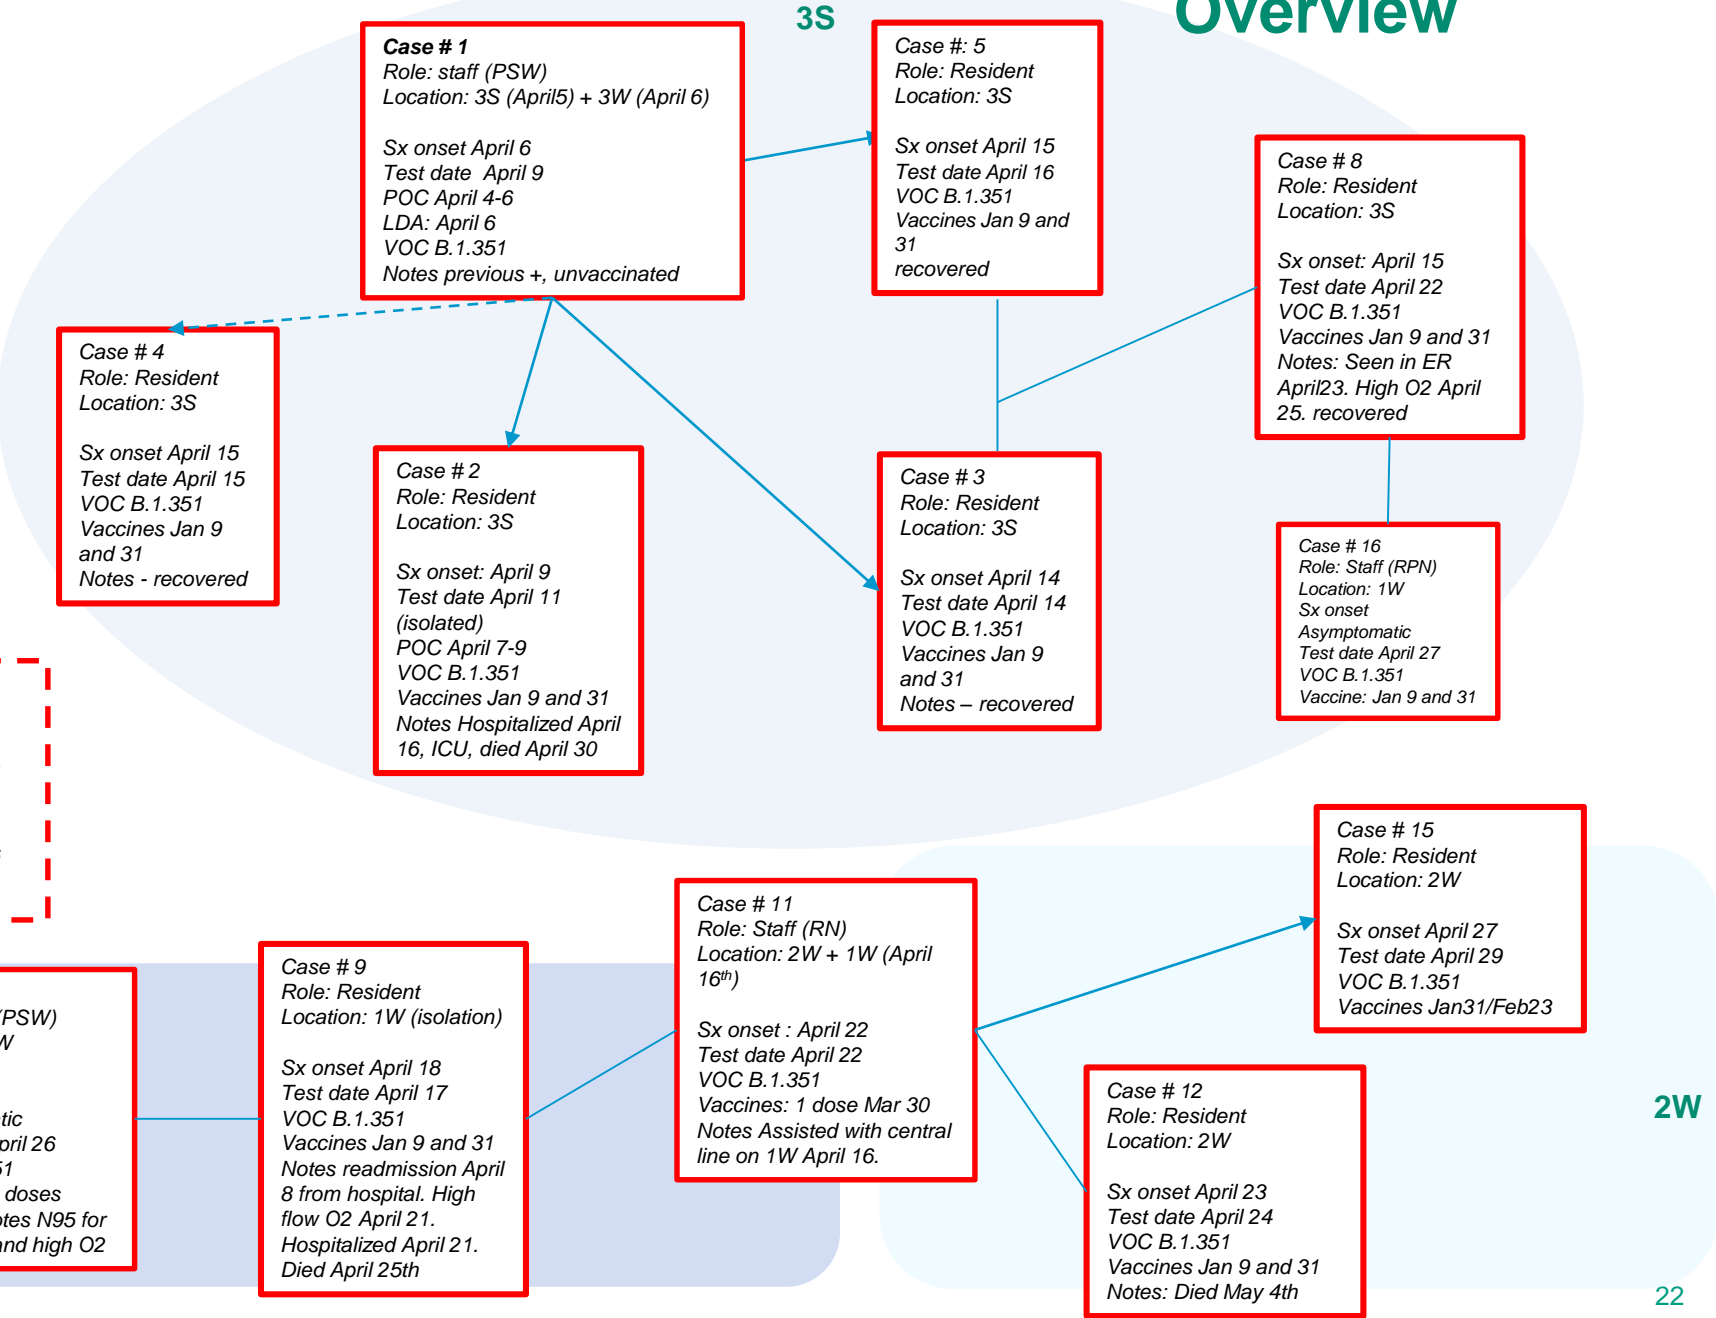 3S
Overview
Case # 1
Role: staff (PSW)
Location: 3S (April5) + 3W (April 6)
Sx onset April 6
Test date April 9
POC April 4-6
LDA: April 6
VOC B.1.351
Notes previous +, unvaccinated
Case #: 5
Role: Resident
Location: 3S
Sx onset April 15
Test date April 16
VOC B.1.351
Vaccines Jan 9 and
31
recovered
Case # 8
Role: Resident
Location: 3S
Sx onset: April 15
Test date April 22
VOC B.1.351
Vaccines Jan 9 and 31
Notes: Seen in ER
April23. High O2 April
25. recovered
Case # 4
Role: Resident
Location: 3S
Sx onset April 15
Test date April 15
VOC B.1.351
Vaccines Jan 9
and 31
Notes - recovered
Case # 2
Role: Resident
Location: 3S
Sx onset: April 9
Test date April 11
(isolated)
POC April 7-9
VOC B.1.351
Vaccines Jan 9 and 31
Notes Hospitalized April
16, ICU, died April 30
Case # 3
Role: Resident
Location: 3S
Sx onset April 14
Test date April 14
VOC B.1.351
Vaccines Jan 9
and 31
Notes – recovered
Case # 16
Role: Staff (RPN)
Location: 1W
Sx onset
Asymptomatic
Test date April 27
VOC B.1.351
Vaccine: Jan 9 and 31
Case # 15
Role: Resident
Location: 2W
Sx onset April 27
Test date April 29
VOC B.1.351
Vaccines Jan31/Feb23
(PSW)
W
tic
pril 26
51
doses
otes N95 for
and high O2
Case # 9
Role: Resident
Location: 1W (isolation)
Sx onset April 18
Test date April 17
VOC B.1.351
Vaccines Jan 9 and 31
Notes readmission April
8 from hospital. High
flow O2 April 21.
Hospitalized April 21.
Died April 25th
Case # 11
Role: Staff (RN)
Location: 2W + 1W (April
16th)
Sx onset : April 22
Test date April 22
VOC B.1.351
Vaccines: 1 dose Mar 30
Notes Assisted with central
line on 1W April 16.
Case # 12
Role: Resident
Location: 2W
Sx onset April 23
Test date April 24
VOC B.1.351
Vaccines Jan 9 and 31
Notes: Died May 4th
2W
22